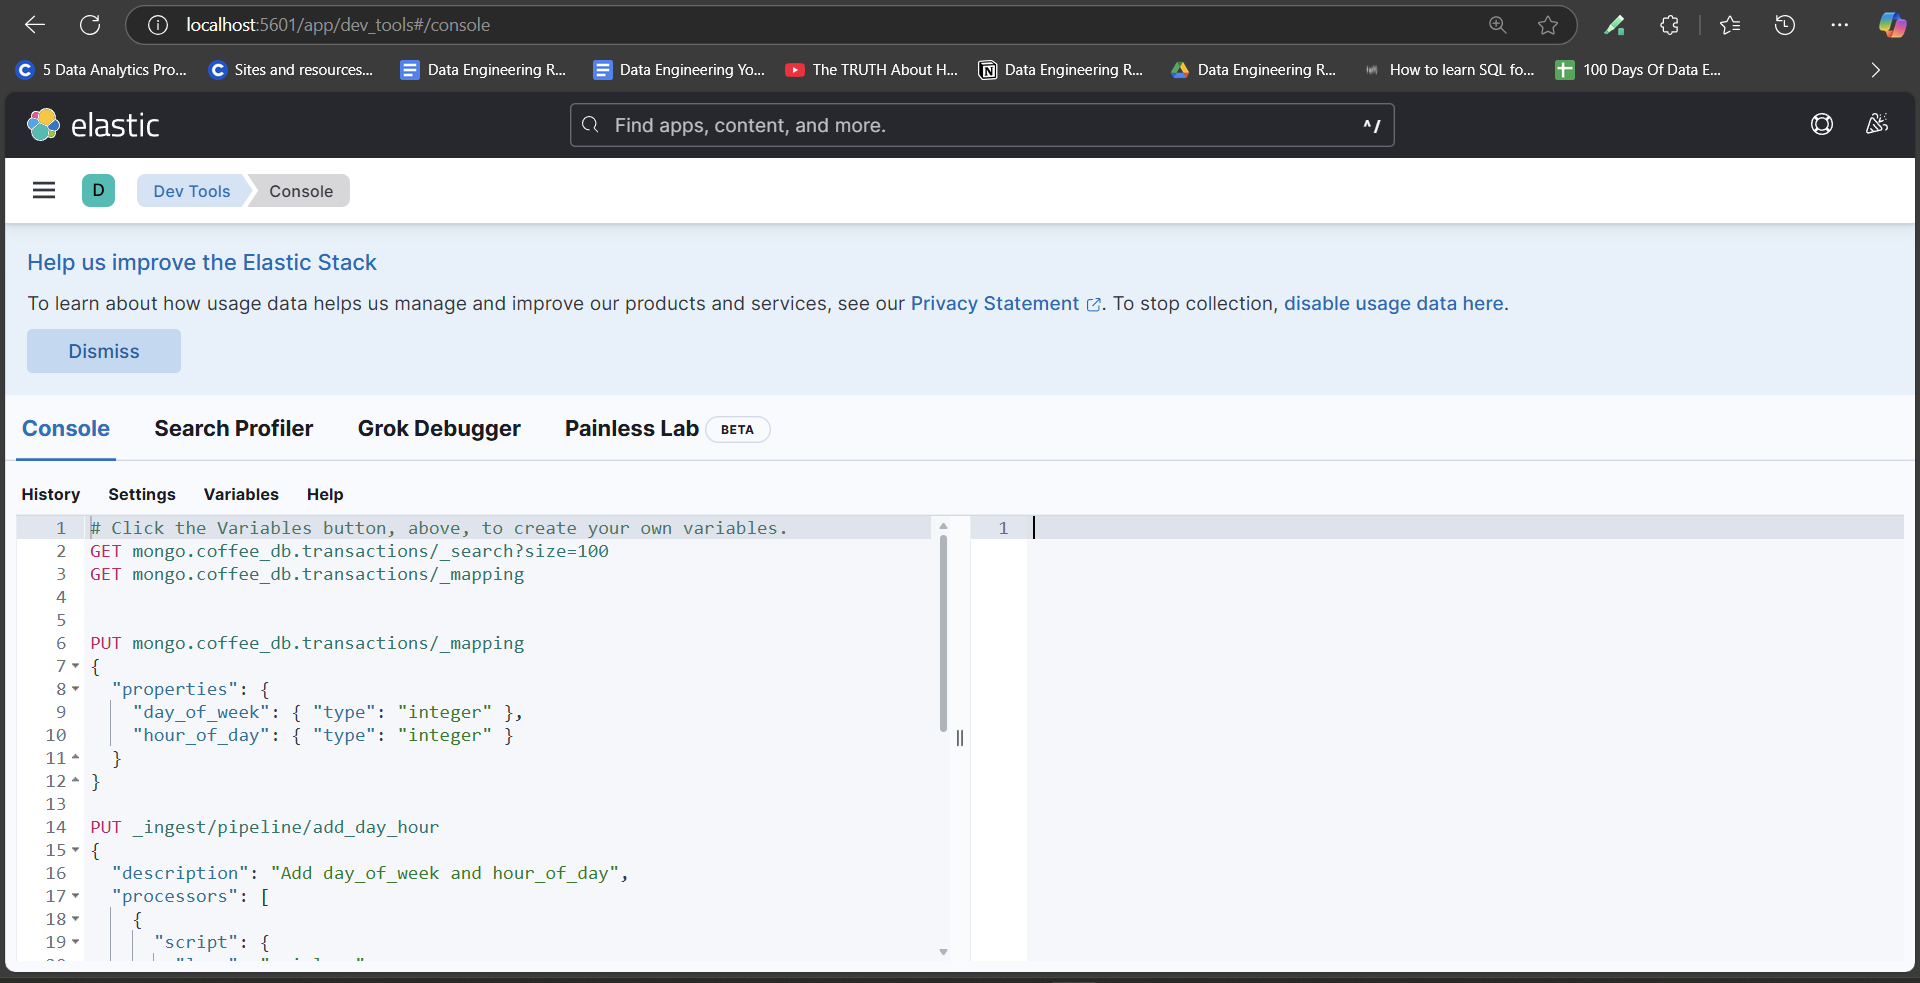 localhost:5601/app/dev_tools#/console
5 Data Analytics Pro...
Sites and resources...
Data Engineering R...
Data Engineering Yo...
The TRUTH About H...
Data Engineering R...
Data Engineering R...
How to learn SQL fo...
100 Days Of Data E...
elastic
Find apps, content, and more.
^/
D
Dev Tools
Console
Help us improve the Elastic Stack
To learn about how usage data helps us manage and improve our products and services, see our Privacy Statement. To stop collection, disable usage data here.
Dismiss
Console
Search Profiler
Grok Debugger
Painless Lab
BETA
History
Settings
Variables
Help
1 # Click the Variables button, above, to create your own variables.
2 GET mongo.coffee_db.transactions/_search?size=100
3 GET mongo.coffee_db.transactions/_mapping
4
5
6 PUT mongo.coffee_db.transactions/_mapping
7 {
8 "properties": {
9 "day_of_week": { "type": "integer" },
10 "hour_of_day": { "type": "integer" }
11 }
12 }
13
14 PUT _ingest/pipeline/add_day_hour
15 {
16 "description": "Add day_of_week and hour_of_day",
17 "processors": [
18 {
19 "script": {
1